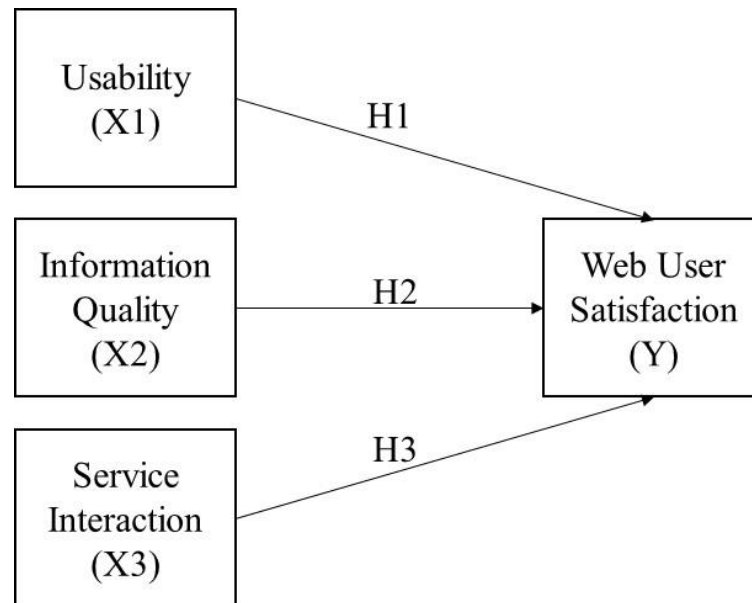 Usability
(X1)
H1
Information
Quality
(X2)
H2
Web User
Satisfaction
(Y)
Service
Interaction
(X3)
H3